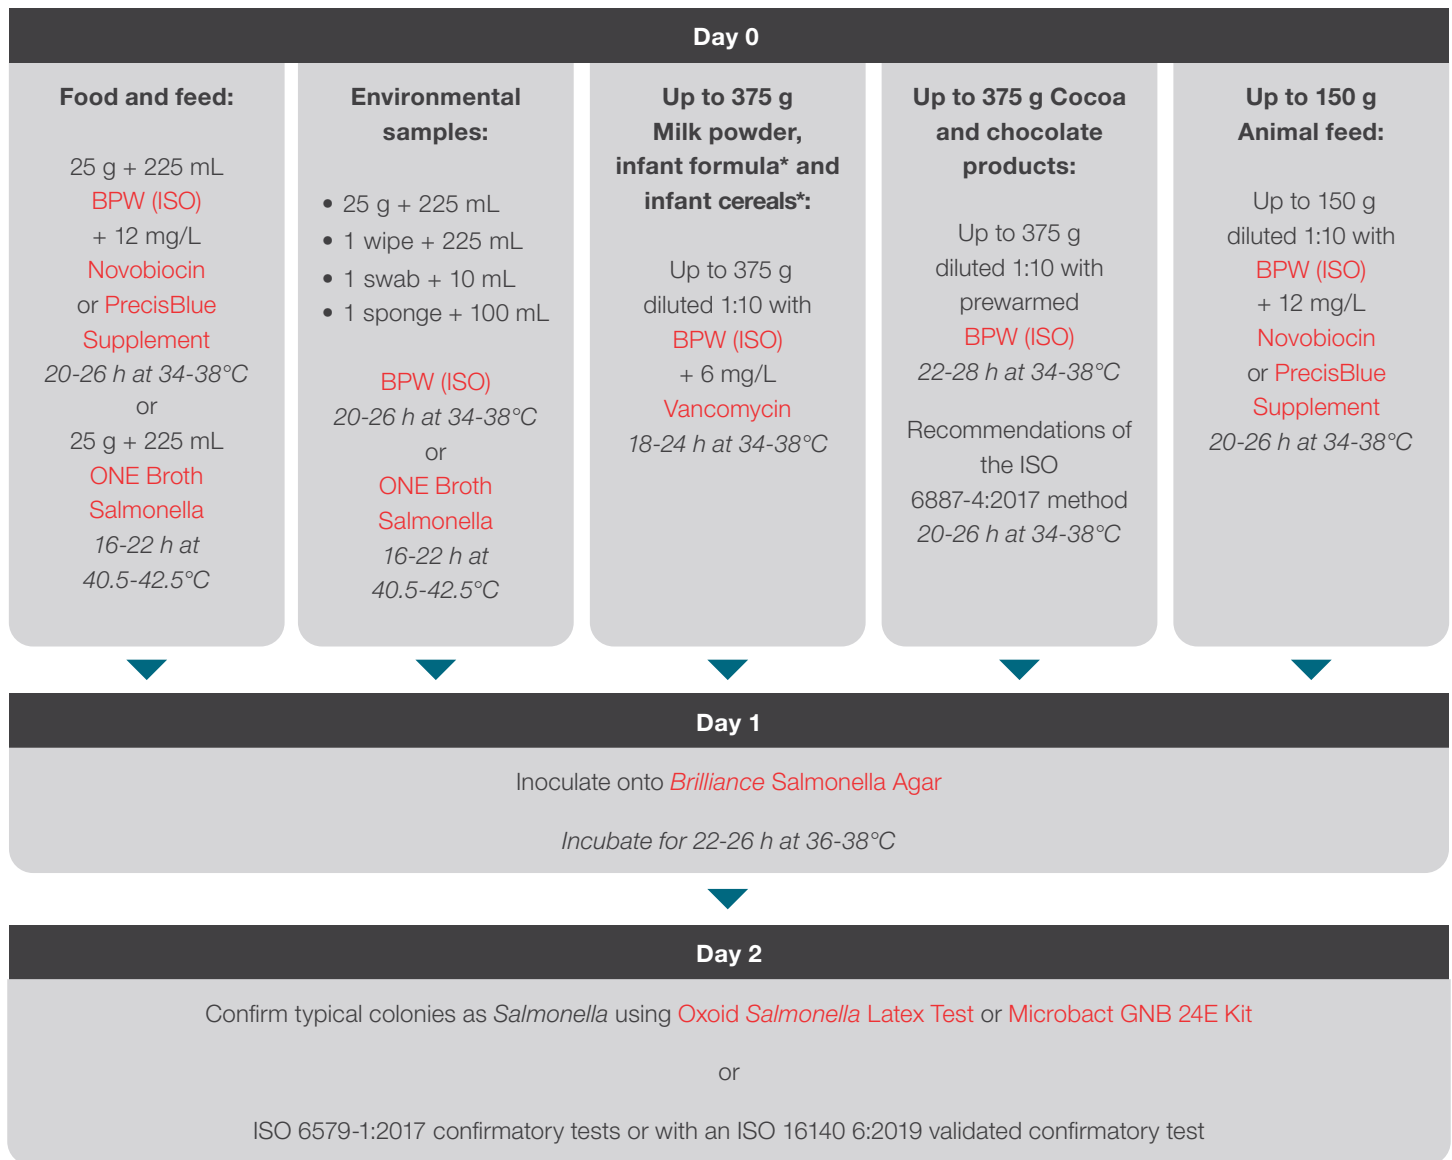 Day 0
Food and feed:
25 g + 225 mL
BPW (ISO)
+ 12 mg/L
Novobiocin
or PrecisBlue
Supplement
20-26 h at 34-38°C
or
25 g + 225 mL
ONE Broth
Salmonella
16-22 h at
40.5-42.5°C
Environmental
samples:
• 25 g + 225 mL
• 1 wipe + 225 mL
• 1 swab + 10 mL
• 1 sponge + 100 mL
BPW (ISO)
20-26 h at 34-38°C
or
ONE Broth
Salmonella
16-22 h at
40.5-42.5°C
Up to 375 g
Milk powder,
infant formula* and
infant cereals*:
Up to 375 g
diluted 1:10 with
BPW (ISO)
+ 6 mg/L
Vancomycin
18-24 h at 34-38°C
Up to 375 g Cocoa
and chocolate
products:
Up to 375 g
diluted 1:10 with
prewarmed
BPW (ISO)
22-28 h at 34-38°C
Recommendations of
the ISO
6887-4:2017 method
20-26 h at 34-38°C
Up to 150 g
Animal feed:
Up to 150 g
diluted 1:10 with
BPW (ISO)
+ 12 mg/L
Novobiocin
or PrecisBlue
Supplement
20-26 h at 34-38°C
Day 1
Inoculate onto Brilliance Salmonella Agar
Incubate for 22-26 h at 36-38°C
Day 2
Confirm typical colonies as Salmonella using Oxoid Salmonella Latex Test or Microbact GNB 24E Kit
or
ISO 6579-1:2017 confirmatory tests or with an ISO 16140 6:2019 validated confirmatory test